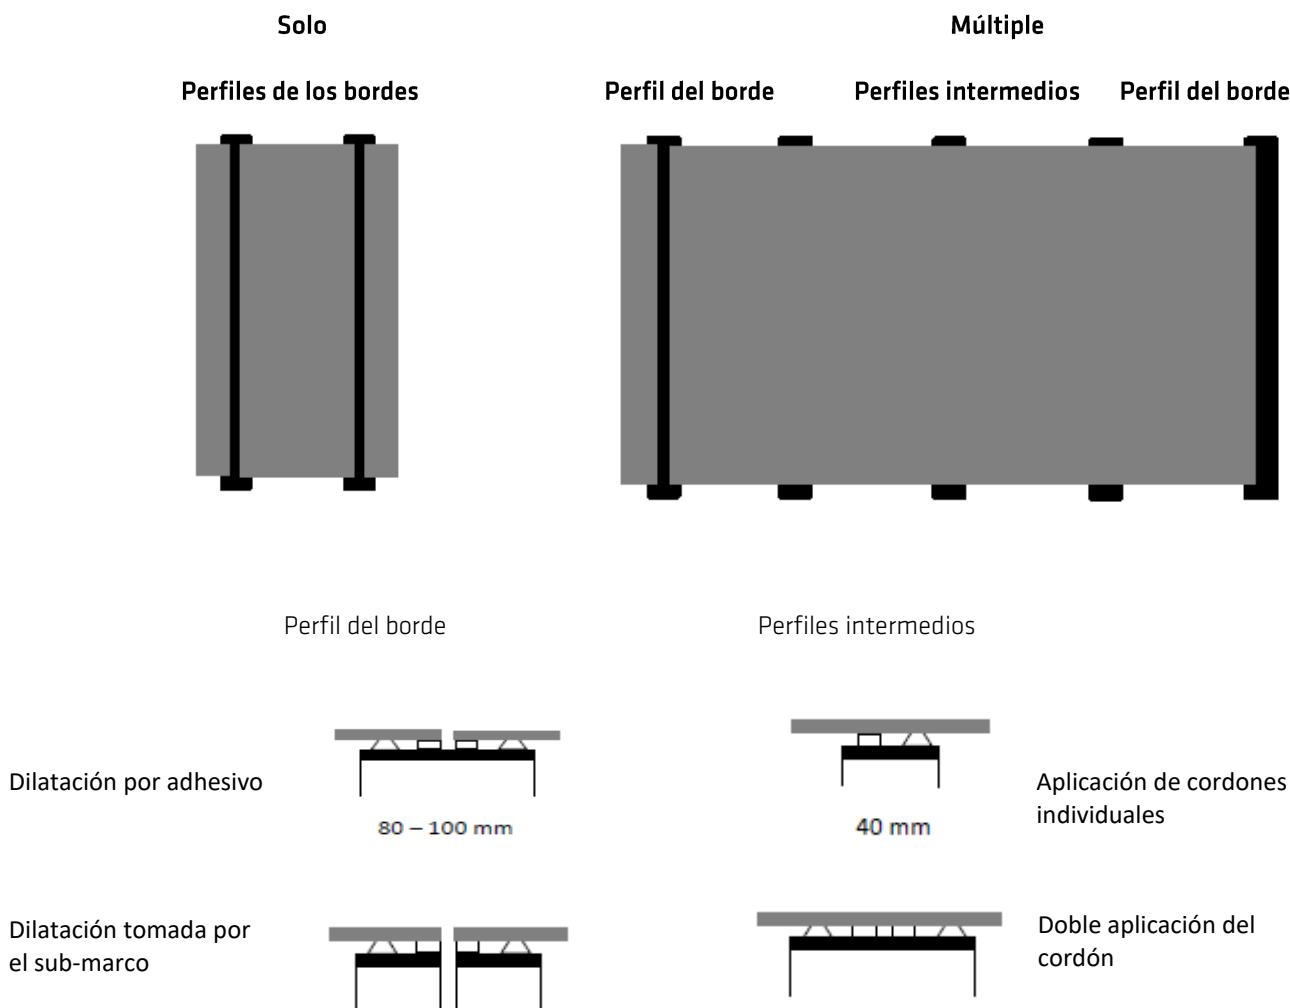 Solo
Múltiple
Perfiles de los bordes
Perfil del borde
Perfiles intermedios
Perfil del borde
Perfil del borde
Perfiles intermedios
Dilatación por adhesivo
80 – 100 mm
40 mm
Aplicación de cordones
individuales
Dilatación tomada por
el sub-marco
Doble aplicación del
cordón